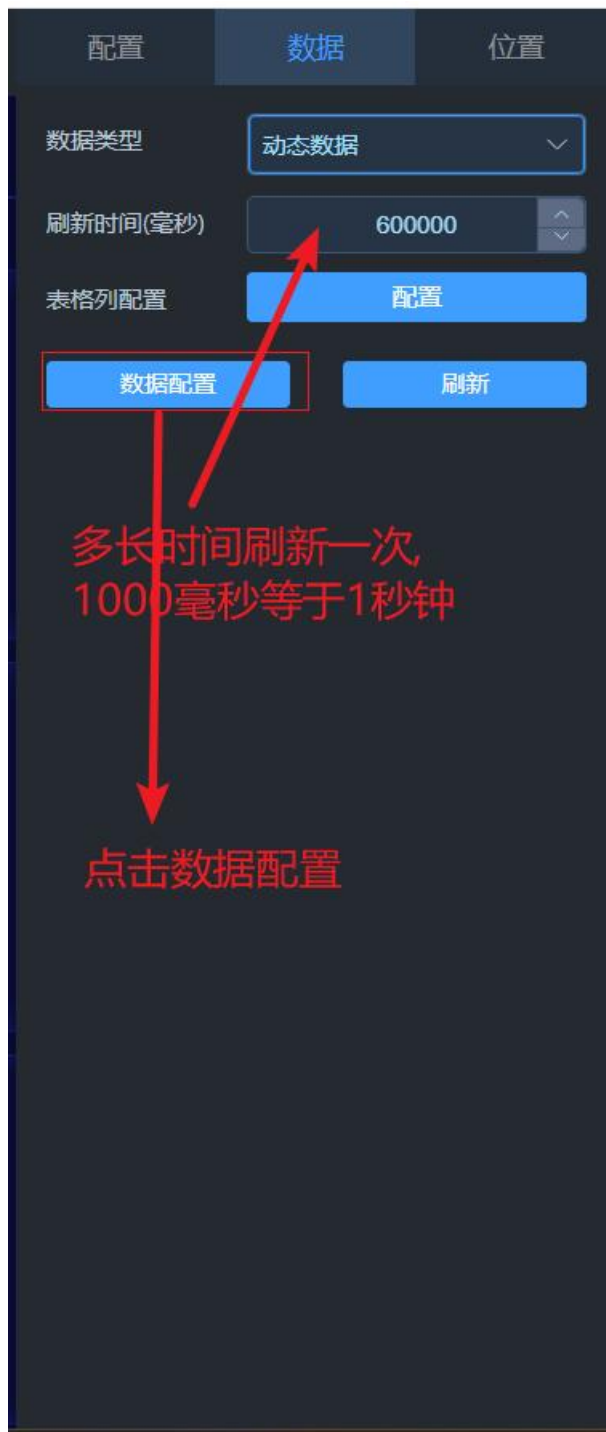 配置 数据 位置
数据类型 动态数据
刷新时间(毫秒) 600000
表格列配置 配置
数据配置 刷新
多长时间刷新一次,
1000毫秒等于1秒钟
点击数据配置